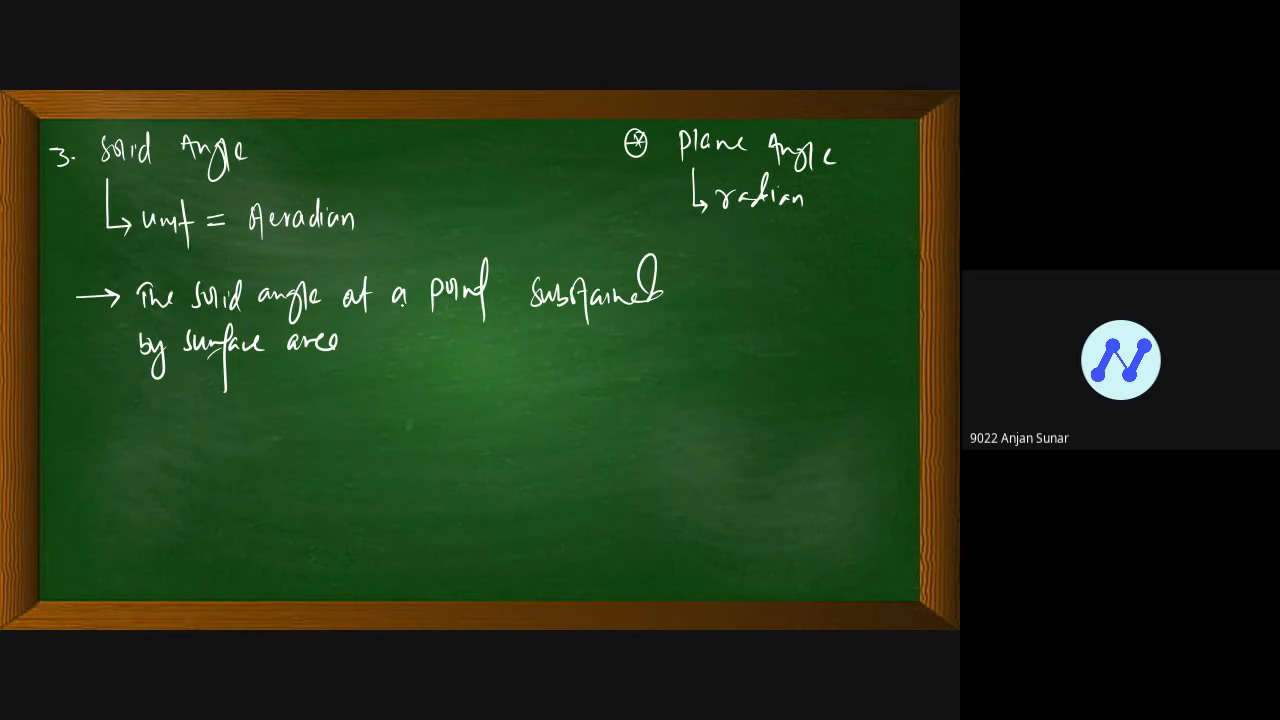 3. Solid Angle
↳ unit = Steradian
⊛ Plane Angle
↳ radian
→ The solid angle at a point substained
by surface area
9022 Anjan Sunar